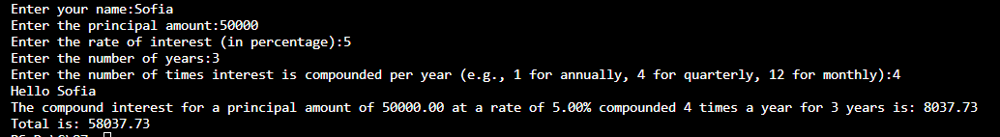 Enter your name:Sofia
Enter the principal amount:50000
Enter the rate of interest (in percentage):5
Enter the number of years:3
Enter the number of times interest is compounded per year (e.g., 1 for annually, 4 for quarterly, 12 for monthly):4
Hello Sofia
The compound interest for a principal amount of 50000.00 at a rate of 5.00% compounded 4 times a year for 3 years is: 8037.73
Total is: 58037.73